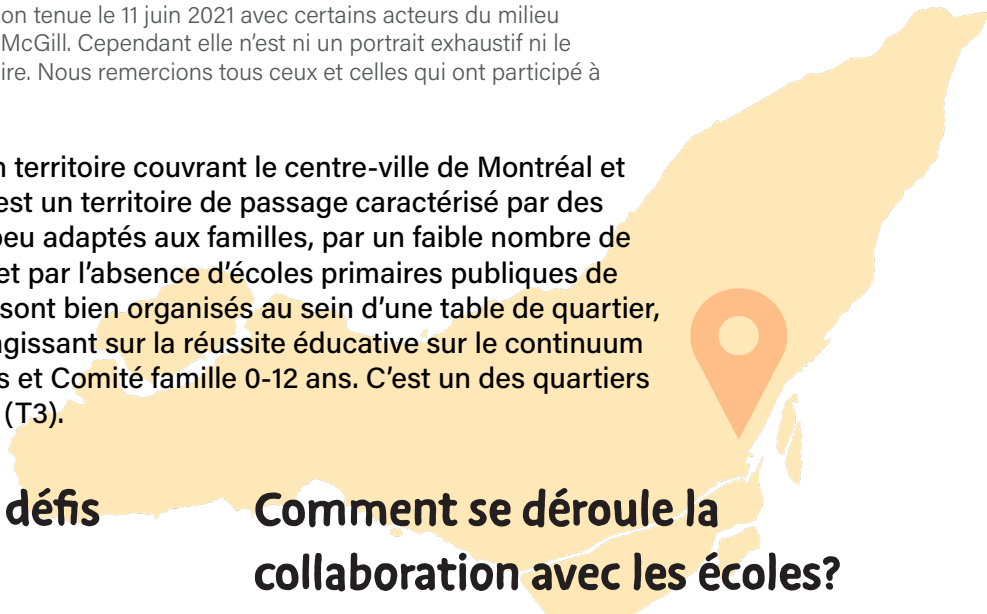 on tenue le 11 juin 2021 avec certains acteurs du milieu
McGill. Cependant elle n’est ni un portrait exhaustif ni le
ire. Nous remercions tous ceux et celles qui ont participé à
n territoire couvrant le centre-ville de Montréal et
est un territoire de passage caractérisé par des
peu adaptés aux familles, par un faible nombre de
et par l’absence d’écoles primaires publiques de
sont bien organisés au sein d’une table de quartier,
agissant sur la réussite éducative sur le continuum
s et Comité famille 0-12 ans. C’est un des quartiers
(T3).
défis
Comment se déroule la
collaboration avec les écoles?